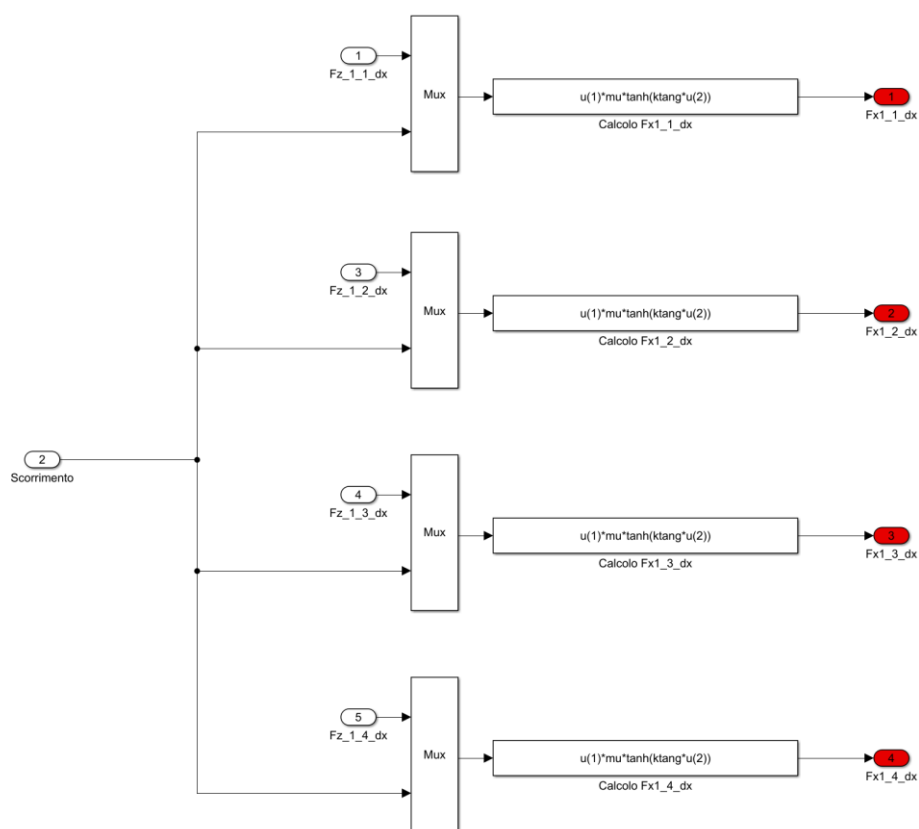 1
Fz_1_1_dx
Mux
u(1)*mu*tanh(ktang*u(2))
Calcolo Fx1_1_dx
1
Fx1_1_dx
3
Fz_1_2_dx
Mux
u(1)*mu*tanh(ktang*u(2))
Calcolo Fx1_2_dx
2
Fx1_2_dx
2
Scorrimento
4
Fz_1_3_dx
Mux
u(1)*mu*tanh(ktang*u(2))
Calcolo Fx1_3_dx
3
Fx1_3_dx
5
Fz_1_4_dx
Mux
u(1)*mu*tanh(ktang*u(2))
Calcolo Fx1_4_dx
4
Fx1_4_dx